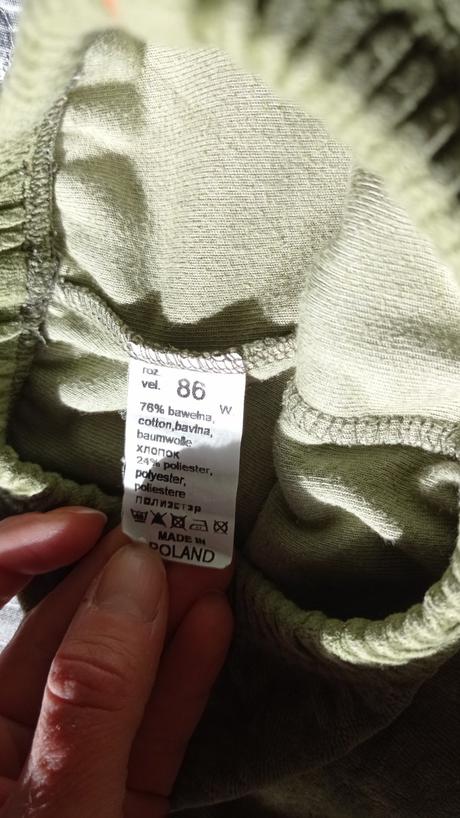 roz.
vel. 86
W
76% bawełna,
cotton,bavlna,
baumwolle
хлопок
24% poliester,
polyester,
poliestere
полиэстер
MADE IN
POLAND